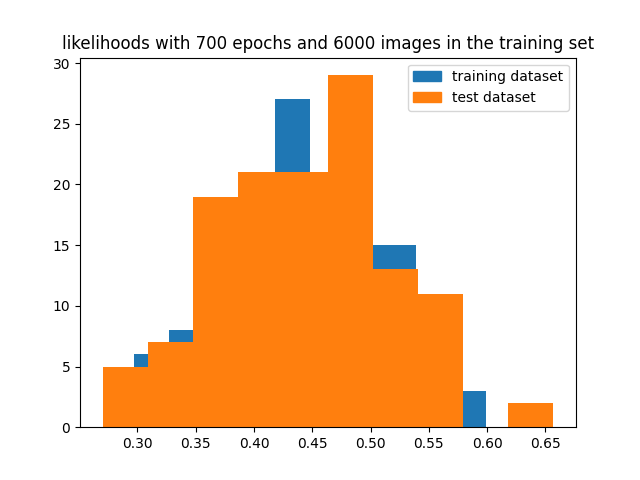 likelihoods with 700 epochs and 6000 images in the training set
training dataset
test dataset
30
25
20
15
10
5
0
0.30 0.35 0.40 0.45 0.50 0.55 0.60 0.65